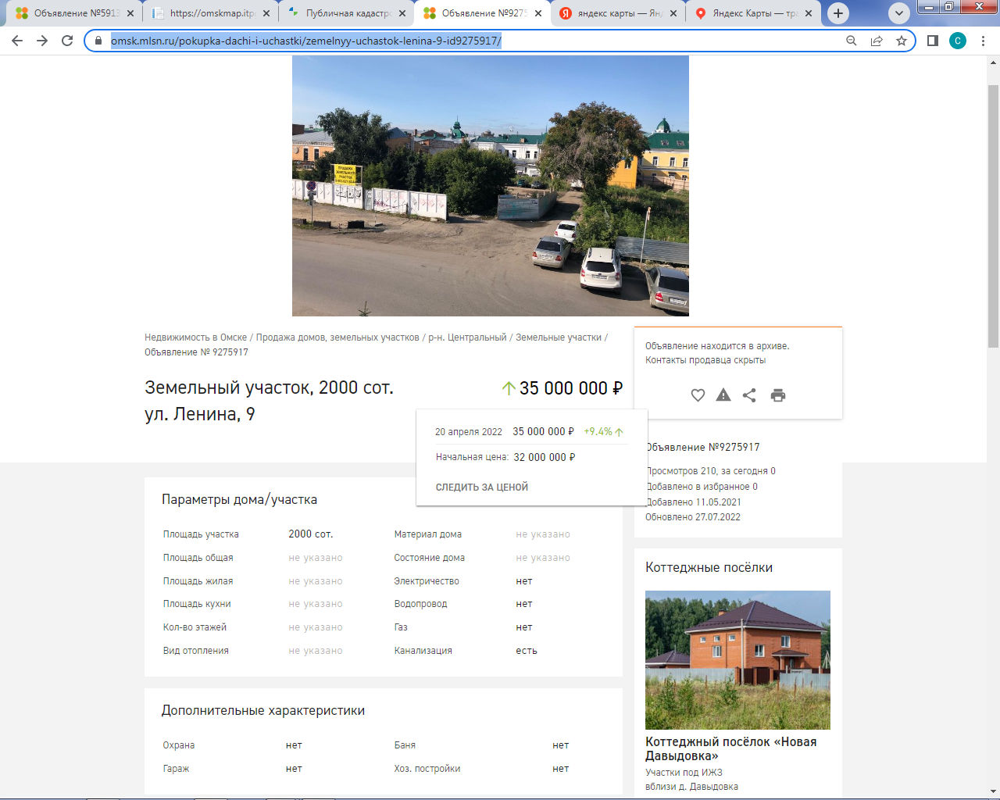 Объявление №5913
https://omskmap.itpc
Публичная кадастро
Объявление №9275
яндекс карты — Янд
Яндекс Карты — тра
omsk.mlsn.ru/pokupka-dachi-i-uchastki/zemelnyy-uchastok-lenina-9-id9275917/
С
ПРОДАЖА
ЗЕМЕЛЬНОГО
УЧАСТКА
Недвижимость в Омске / Продажа домов, земельных участков / р-н. Центральный / Земельные участки /
Объявление № 9275917
Земельный участок, 2000 сот.
ул. Ленина, 9
35 000 000 ₽
20 апреля 2022 35 000 000 ₽ +9.4%
Начальная цена: 32 000 000 ₽
СЛЕДИТЬ ЗА ЦЕНОЙ
Объявление находится в архиве.
Контакты продавца скрыты
Объявление №9275917
Просмотров 210, за сегодня 0
Добавлено в избранное 0
Добавлено 11.05.2021
Обновлено 27.07.2022
Параметры дома/участка
Площадь участка 2000 сот. Материал дома не указано
Площадь общая не указано Состояние дома не указано
Площадь жилая не указано Электричество нет
Площадь кухни не указано Водопровод нет
Кол-во этажей не указано Газ нет
Вид отопления не указано Канализация есть
Дополнительные характеристики
Охрана нет Баня нет
Гараж нет Хоз. постройки нет
Коттеджные посёлки
Коттеджный посёлок «Новая
Давыдовка»
Участки под ИЖЗ
вблизи д. Давыдовка